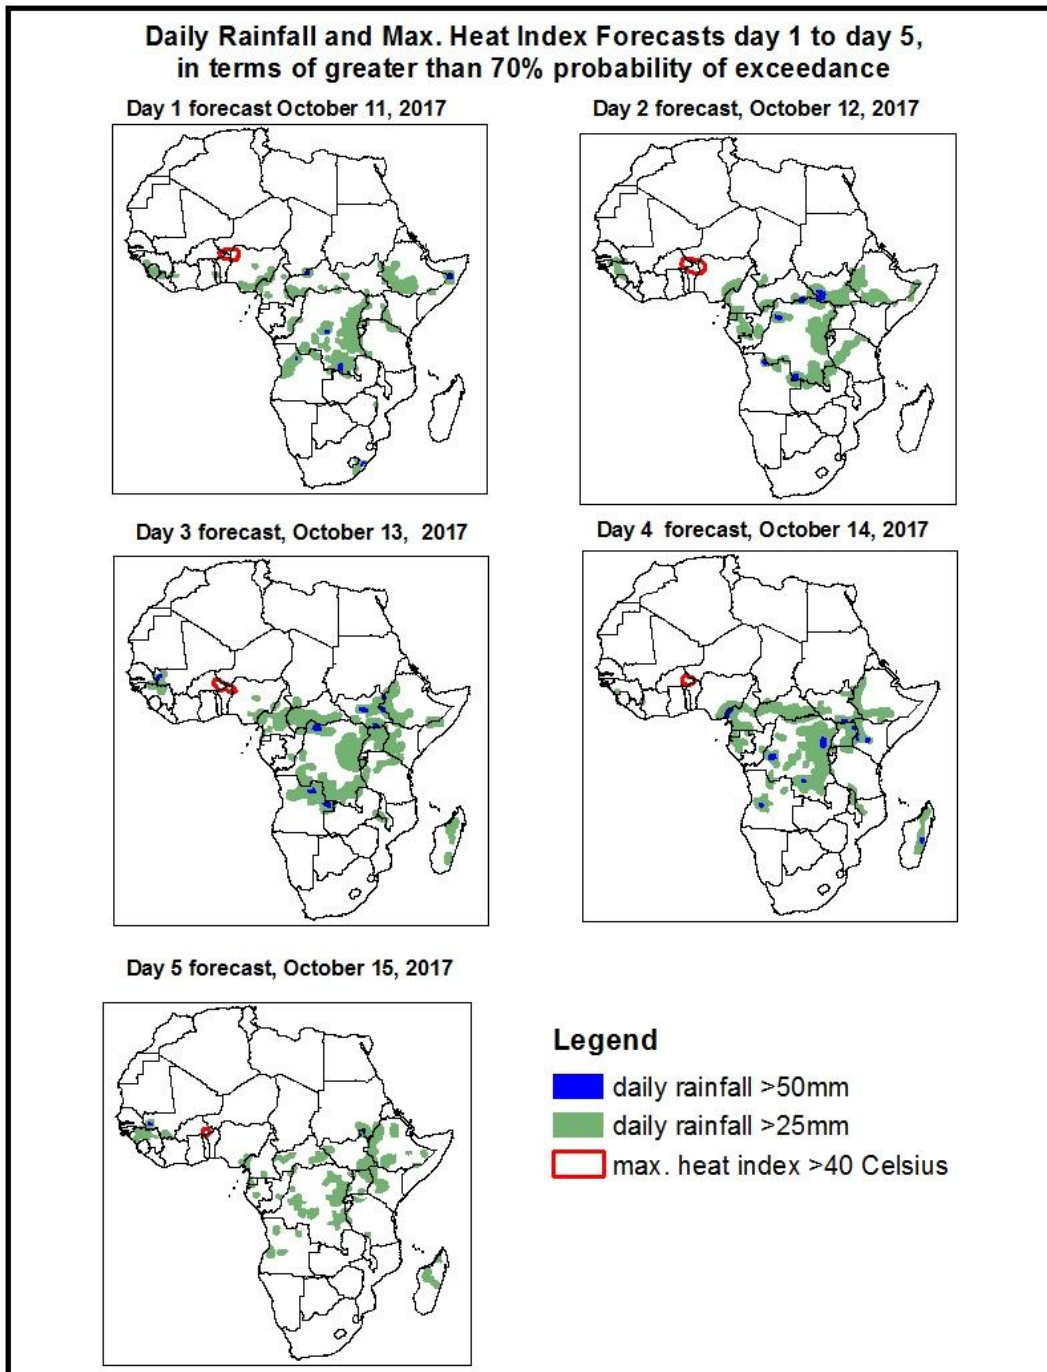 Daily Rainfall and Max. Heat Index Forecasts day 1 to day 5,
in terms of greater than 70% probability of exceedance
Day 1 forecast October 11, 2017
Day 2 forecast, October 12, 2017
Day 3 forecast, October 13, 2017
Day 4 forecast, October 14, 2017
Day 5 forecast, October 15, 2017
Legend
daily rainfall >50mm
daily rainfall >25mm
max. heat index >40 Celsius